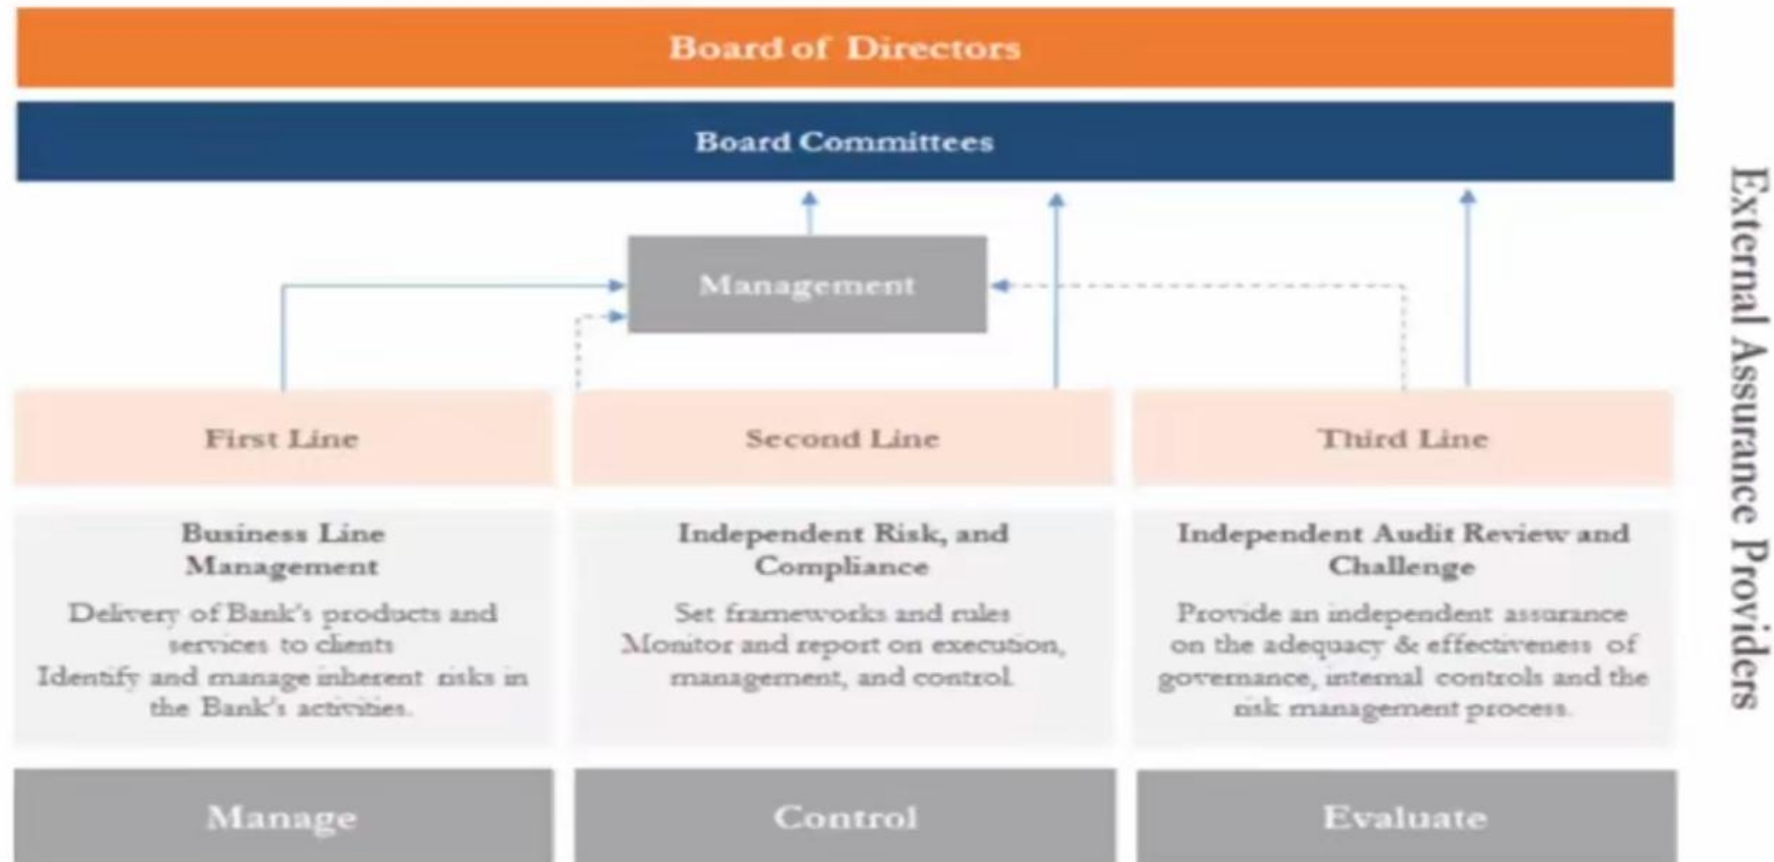 Board of Directors
Board Committees
Management
First Line
Second Line
Third Line
Business Line
Management
Delivery of Bank's products and
services to clients
Identify and manage inherent risks in
the Bank's activities.
Independent Risk, and
Compliance
Set frameworks and rules
Monitor and report on execution,
management, and control.
Independent Audit Review and
Challenge
Provide an independent assurance
on the adequacy & effectiveness of
governance, internal controls and the
risk management process.
Manage
Control
Evaluate
External Assurance Providers